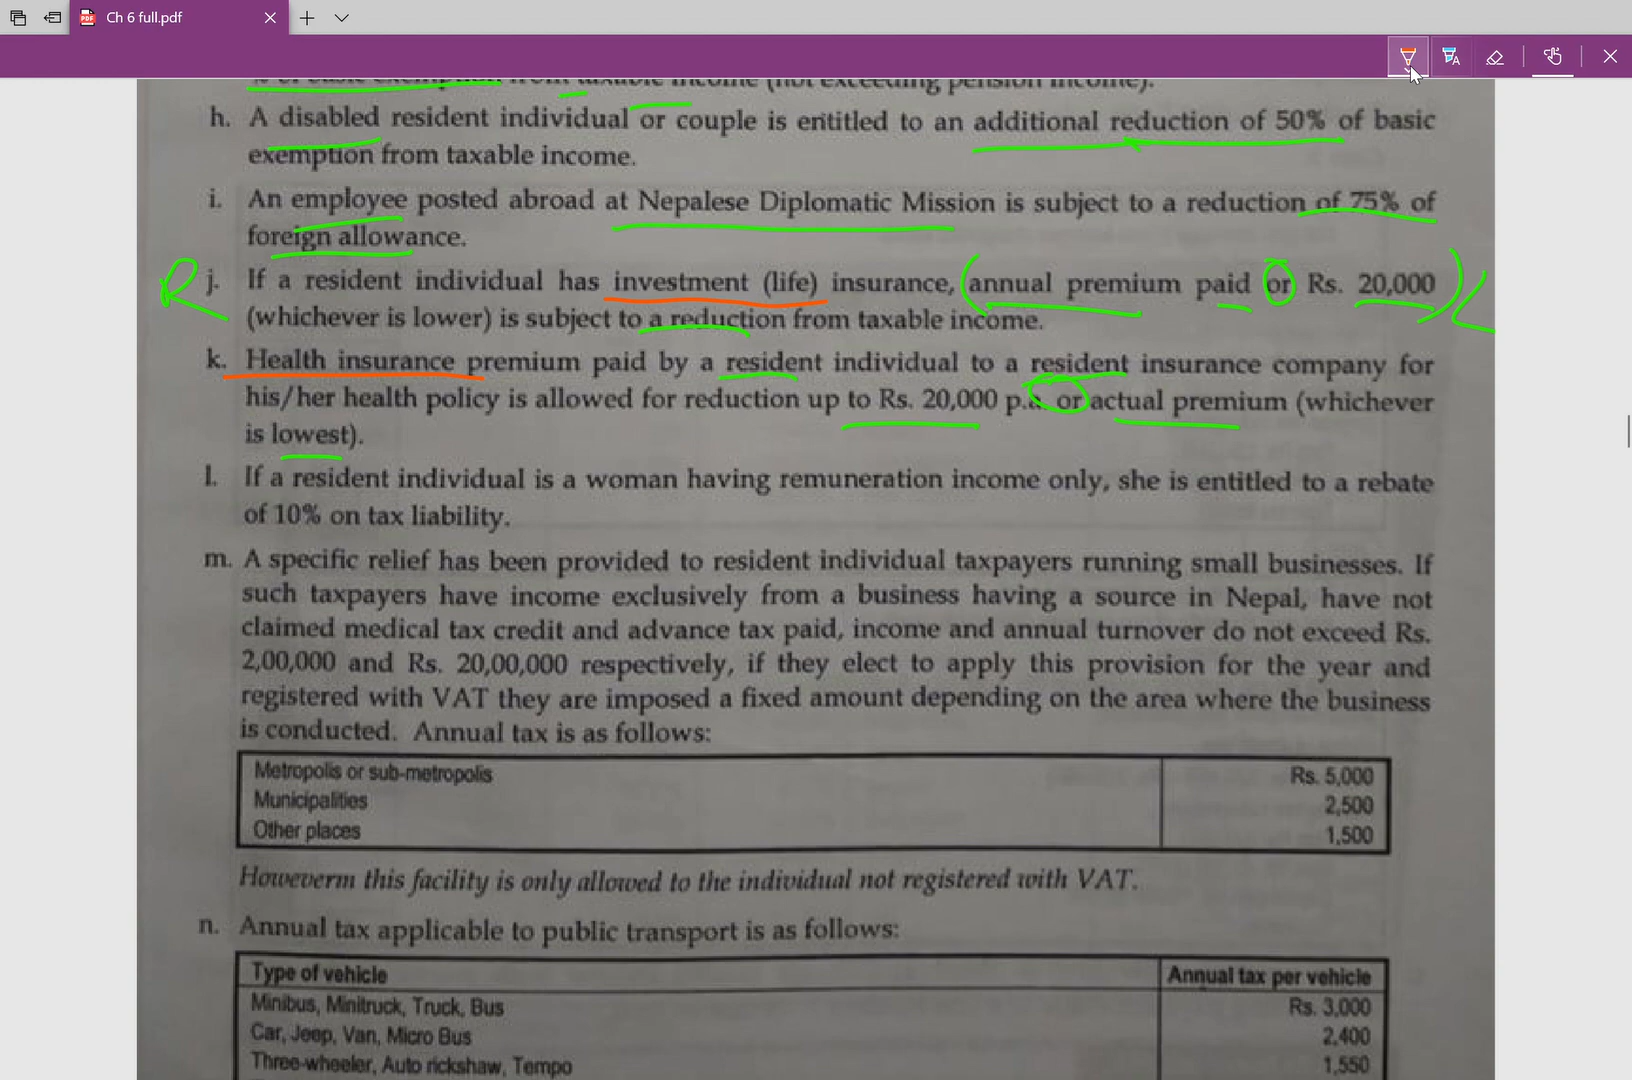 Ch 6 full.pdf
% of basic exemption from taxable income (not exceeding pension income).
h. A disabled resident individual or couple is entitled to an additional reduction of 50% of basic
exemption from taxable income.
i. An employee posted abroad at Nepalese Diplomatic Mission is subject to a reduction of 75% of
foreign allowance.
R j. If a resident individual has investment (life) insurance, (annual premium paid or Rs. 20,000) L
(whichever is lower) is subject to a reduction from taxable income.
k. Health insurance premium paid by a resident individual to a resident insurance company for
his/her health policy is allowed for reduction up to Rs. 20,000 p.a. or actual premium (whichever
is lowest).
l. If a resident individual is a woman having remuneration income only, she is entitled to a rebate
of 10% on tax liability.
m. A specific relief has been provided to resident individual taxpayers running small businesses. If
such taxpayers have income exclusively from a business having a source in Nepal, have not
claimed medical tax credit and advance tax paid, income and annual turnover do not exceed Rs.
2,00,000 and Rs. 20,00,000 respectively, if they elect to apply this provision for the year and
registered with VAT they are imposed a fixed amount depending on the area where the business
is conducted. Annual tax is as follows:
Metropolis or sub-metropolis Rs. 5,000
Municipalities 2,500
Other places 1,500
Howeverm this facility is only allowed to the individual not registered with VAT.
n. Annual tax applicable to public transport is as follows:
Type of vehicle Annual tax per vehicle
Minibus, Minitruck, Truck, Bus Rs. 3,000
Car, Jeep, Van, Micro Bus 2,400
Three-wheeler, Auto rickshaw, Tempo 1,550